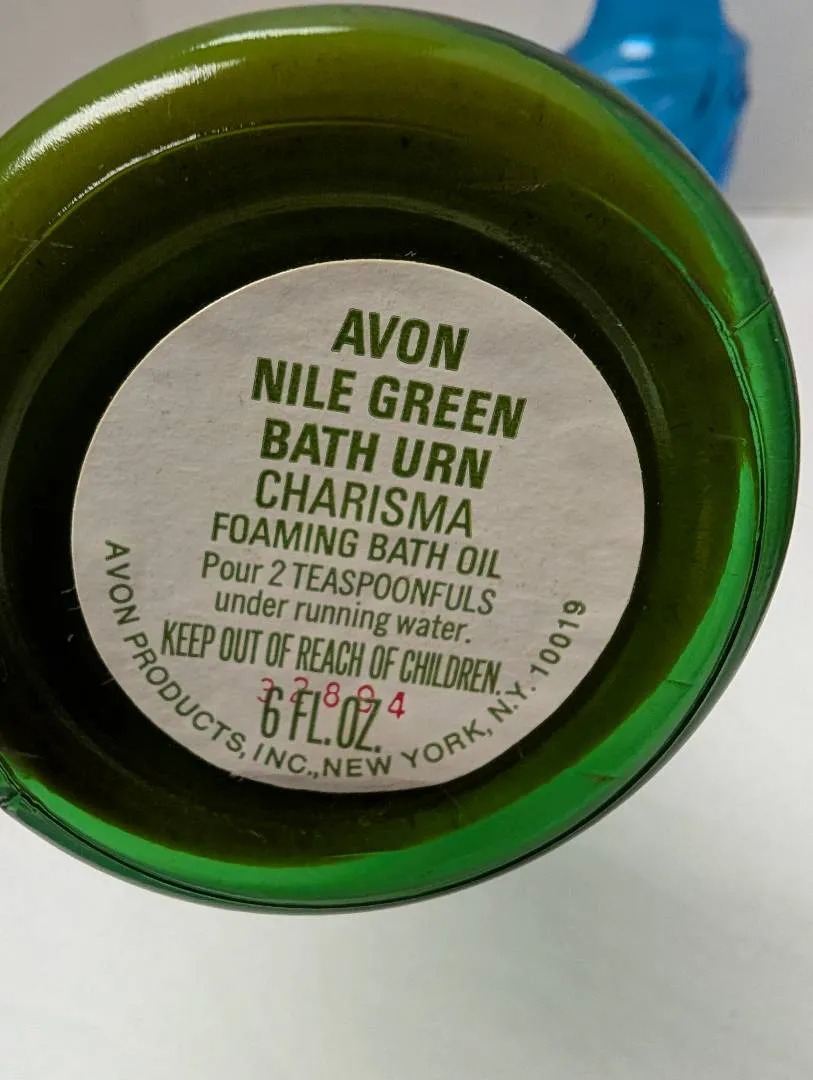 AVON
NILE GREEN
BATH URN
CHARISMA
FOAMING BATH OIL
Pour 2 TEASPOONFULS
under running water.
KEEP OUT OF REACH OF CHILDREN.
6 FL. OZ.
AVON PRODUCTS, INC., NEW YORK, N.Y. 10019